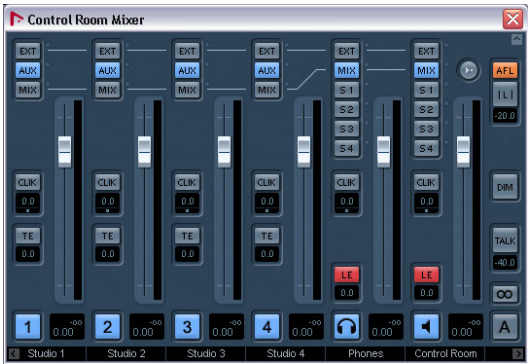 Control Room Mixer
EXT EXT EXT EXT EXT EXT
AUX AUX AUX AUX MIX MIX AFL
MIX MIX MIX MIX S 1 S 1 | L |
S 2 S 2 -20.0
S 3 S 3
S 4 S 4
CLIK CLIK CLIK CLIK CLIK CLIK DIM
0.0 0.0 0.0 0.0 0.0 0.0
TE TE TE TE TALK
0.0 0.0 0.0 0.0 -40.0
LE LE
0.0 0.0 ∞
1 -oo 2 -oo 3 -oo 4 -oo -oo -oo A
0.00 0.00 0.00 0.00 0.00 0.00
Studio 1 Studio 2 Studio 3 Studio 4 Phones Control Room